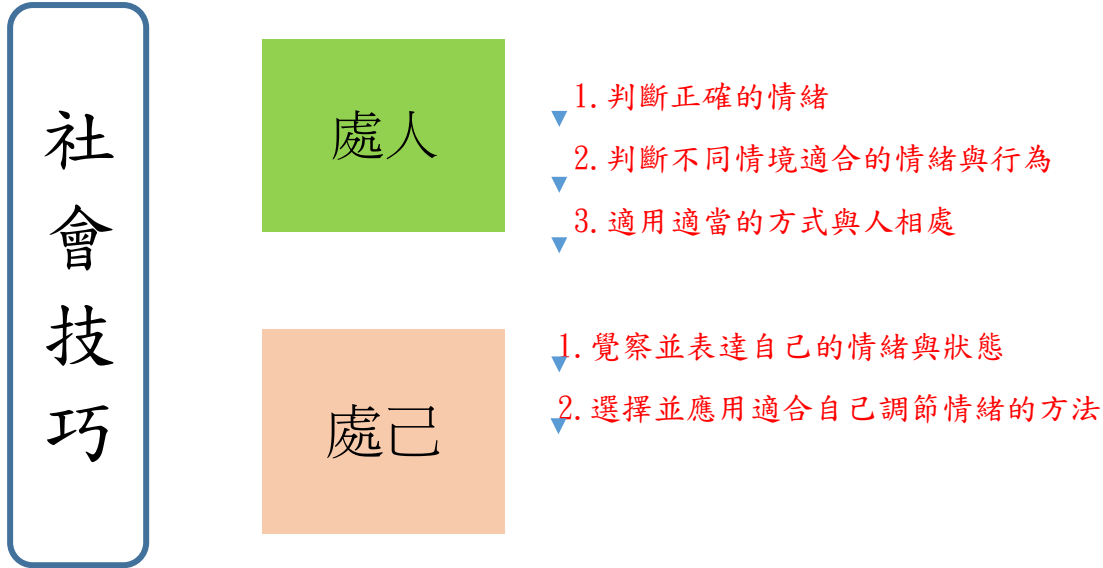 社會技巧
處人
1.判斷正確的情緒
2.判斷不同情境適合的情緒與行為
3.適用適當的方式與人相處
處己
1.覺察並表達自己的情緒與狀態
2.選擇並應用適合自己調節情緒的方法